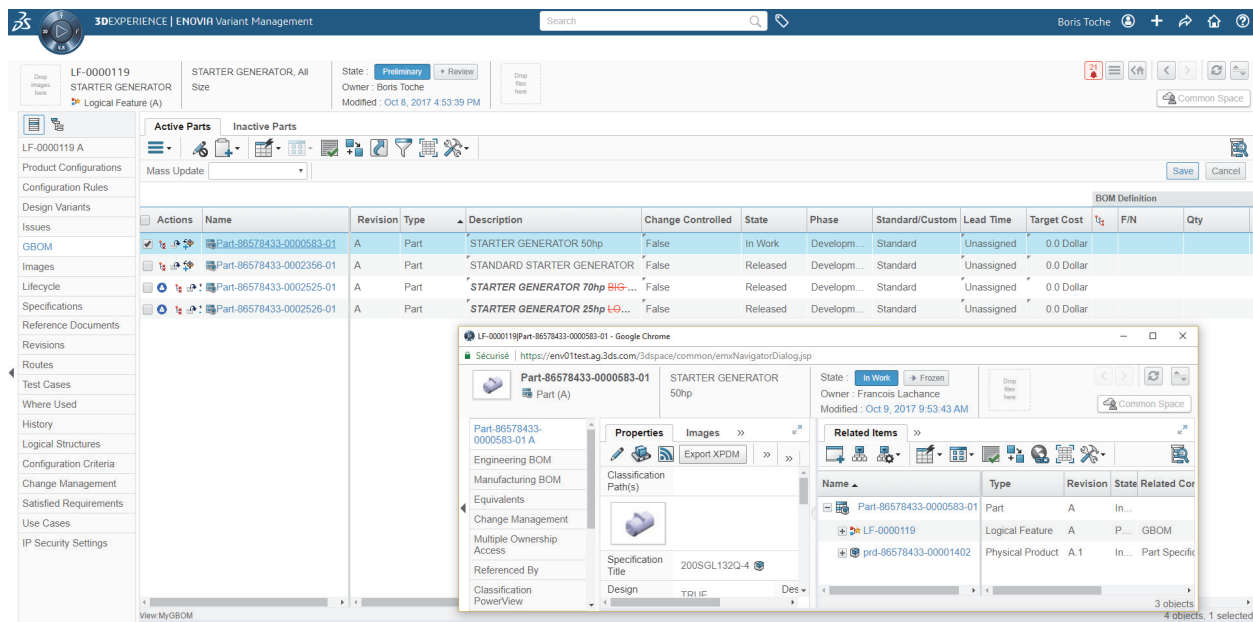 3DEXPERIENCE | ENOVIA Variant Management
Search
Boris Toche
Drop images here
LF-0000119
STARTER GENERATOR
Logical Feature (A)
STARTER GENERATOR, All
Size
State : Preliminary + Review
Owner : Boris Toche
Modified : Oct 8, 2017 4:53:39 PM
Drop files here
21
Common Space
LF-0000119 A
Product Configurations
Configuration Rules
Design Variants
Issues
GBOM
Images
Lifecycle
Specifications
Reference Documents
Revisions
Routes
Test Cases
Where Used
History
Logical Structures
Configuration Criteria
Change Management
Satisfied Requirements
Use Cases
IP Security Settings
Active Parts Inactive Parts
Mass Update
Save Cancel
BOM Definition
Actions Name Revision Type Description Change Controlled State Phase Standard/Custom Lead Time Target Cost F/N Qty
Part-86578433-0000583-01 A Part STARTER GENERATOR 50hp False In Work Developm... Standard Unassigned 0.0 Dollar
Part-86578433-0002356-01 A Part STANDARD STARTER GENERATOR False Released Developm... Standard Unassigned 0.0 Dollar
Part-86578433-0002525-01 A Part STARTER GENERATOR 70hp BIG ... False Released Developm... Standard Unassigned 0.0 Dollar
Part-86578433-0002526-01 A Part STARTER GENERATOR 25hp LO... False Released Developm... Standard Unassigned 0.0 Dollar
LF-0000119|Part-86578433-0000583-01 - Google Chrome
Sécurisé | https://env01test.ag.3ds.com/3dspace/common/emxNavigatorDialog.jsp
Part-86578433-0000583-01
Part (A)
STARTER GENERATOR
50hp
State : In Work Frozen
Owner : Francois Lachance
Modified : Oct 9, 2017 9:53:43 AM
Drop files here
Common Space
Part-86578433-
0000583-01 A
Engineering BOM
Manufacturing BOM
Equivalents
Change Management
Multiple Ownership
Access
Referenced By
Classification
PowerView
Properties Images »
Export XPDM » »
Classification
Path(s)
Specification
Title
200SGL132Q-4
Design
TRUE
Des
Related Items »
Name Type Revision State Related Cor
Part-86578433-0000583-01 Part A In...
LF-0000119 Logical Feature A P... GBOM
prd-86578433-00001402 Physical Product A.1 In... Part Specific
3 objects
View:MyGBOM
4 objects, 1 selected